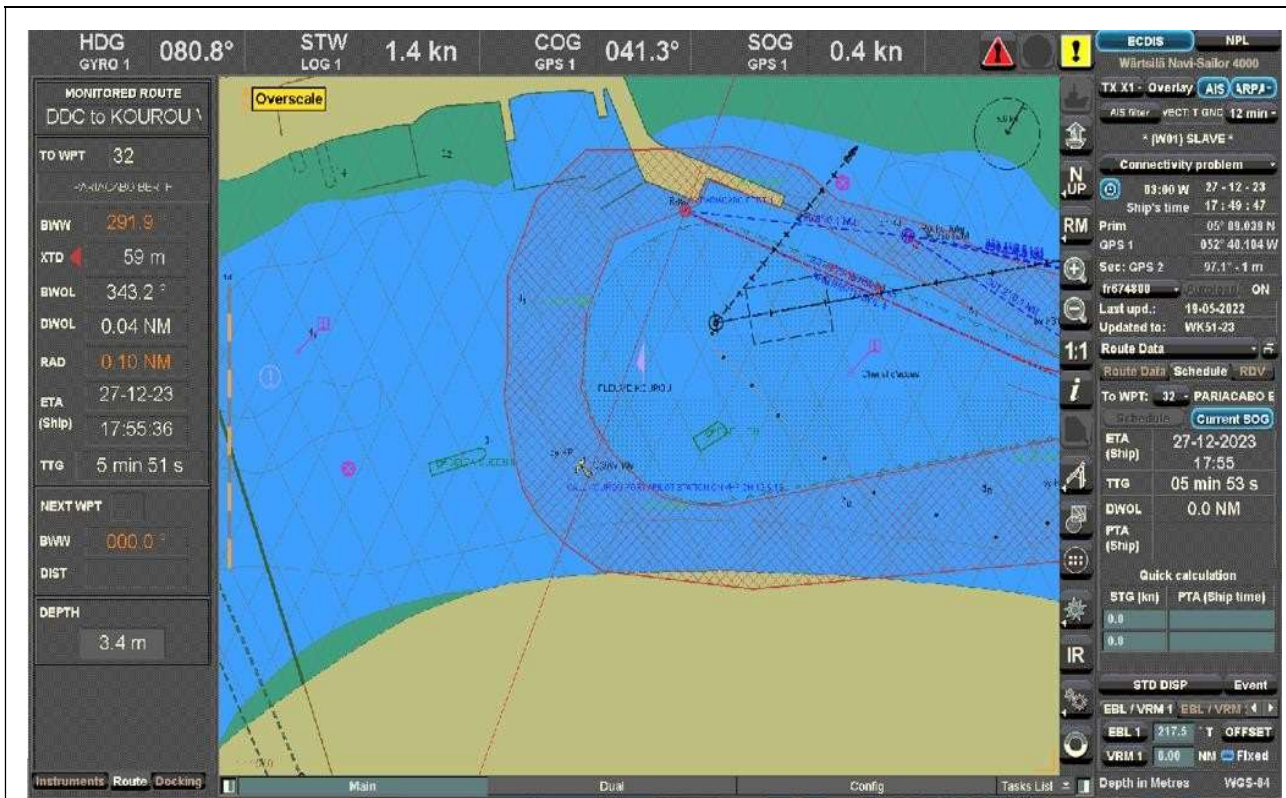 HDG
GYRO 1
080.8°
STW
LOG 1
1.4 kn
COG
GPS 1
041.3°
SOG
GPS 1
0.4 kn
MONITORED ROUTE
DDC to KOUROU
TO WPT 32
BWW 291.9
XTD 59 m
BWOL 343.2 °
DWOL 0.04 NM
RAD 0.10 NM
ETA
(Ship)
27-12-23
17:55:36
TTG 5 min 51 s
NEXT WPT
BWW 000.0 °
DIST
DEPTH
3.4 m
Instruments Route Docking
Overscale
FLEUVE KOUROU
Main Dual Config Tasks List
N
UP
RM
1:1
i
IR
ECDIS NPL
Wärtsilä Navi-Sailor 4000
TX X1 Overlay AIS ARPA
AIS filter VECT: T GND 12 min
* (W01) SLAVE *
Connectivity problem
03:00 W 27-12-23
Ship's time 17:49:47
Prim
GPS 1
05° 09.039 N
052° 40.104 W
Sec: GPS 2 97.1° - 1 m
fr674800 Autoload ON
Last upd.: 19-05-2022
Updated to: WK51-23
Route Data
Route Data Schedule RDV
To WPT: 32 - PARIACABO
Schedule Current SOG
ETA
(Ship)
27-12-2023
17:55
TTG 05 min 53 s
DWOL 0.0 NM
PTA
(Ship)
Quick calculation
STG (kn) PTA (Ship time)
0.0
0.0
STD DISP Event
EBL / VRM 1
EBL 1 217.5 °T OFFSET
VRM 1 0.00 NM Fixed
Depth in Metres WGS-84